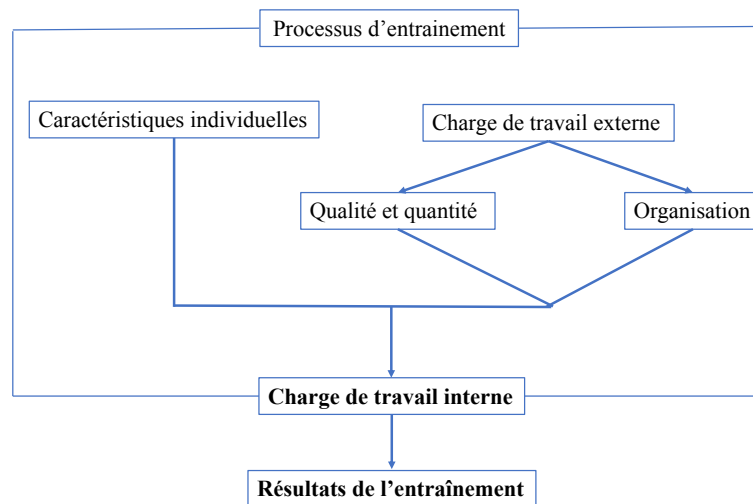 Processus d’entrainement
Caractéristiques individuelles
Charge de travail externe
Qualité et quantité
Organisation
Charge de travail interne
Résultats de l’entraînement